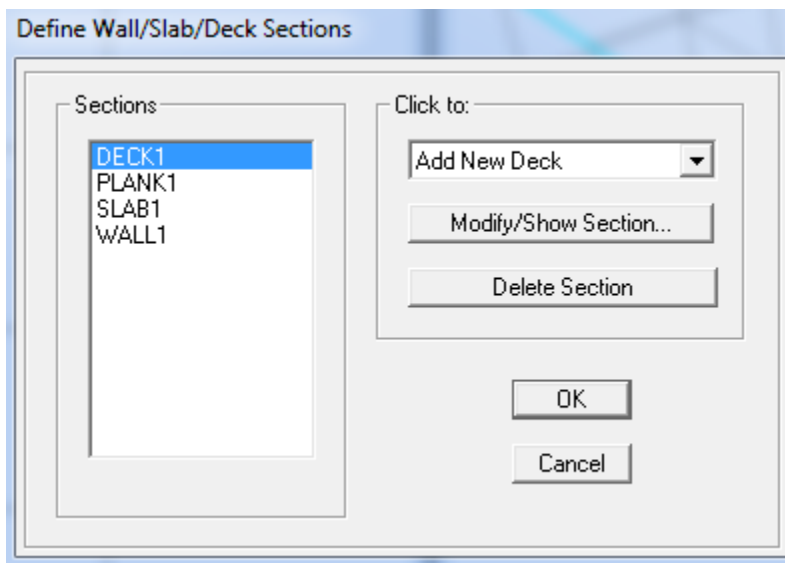 Define Wall/Slab/Deck Sections
Sections
DECK1
PLANK1
SLAB1
WALL1
Click to:
Add New Deck
Modify/Show Section...
Delete Section
OK
Cancel